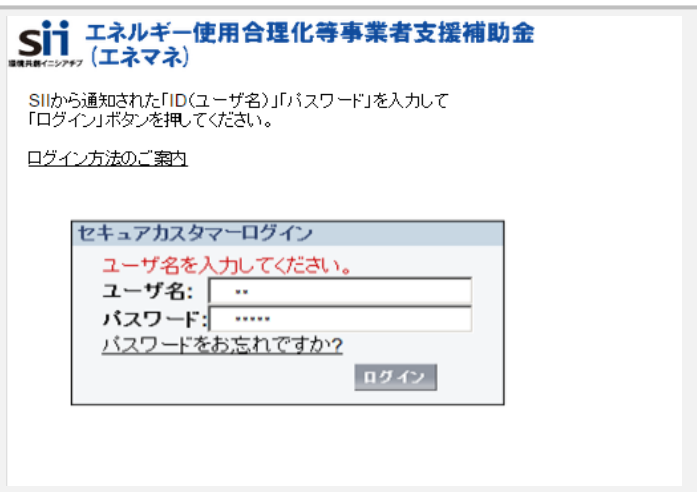 sii エネルギー使用合理化等事業者支援補助金
環境共創イニシアチブ (エネマネ)
SIIから通知された「ID(ユーザ名)」「パスワード」を入力して
「ログイン」ボタンを押してください。
ログイン方法のご案内
セキュアカスタマーログイン
ユーザ名を入力してください。
ユーザ名: ••
パスワード: •••••
パスワードをお忘れですか?
ログイン